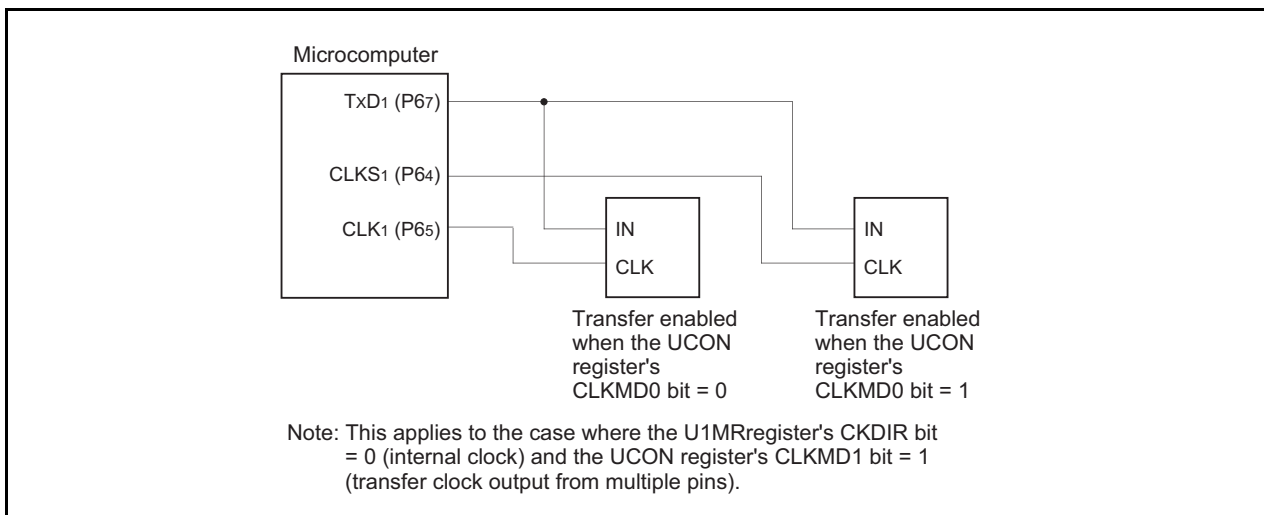 Microcomputer
TxD1 (P67)
CLKS1 (P64)
CLK1 (P65)
IN
CLK
IN
CLK
Transfer enabled
when the UCON
register's
CLKMD0 bit = 0
Transfer enabled
when the UCON
register's
CLKMD0 bit = 1
Note: This applies to the case where the U1MRregister's CKDIR bit
= 0 (internal clock) and the UCON register's CLKMD1 bit = 1
(transfer clock output from multiple pins).